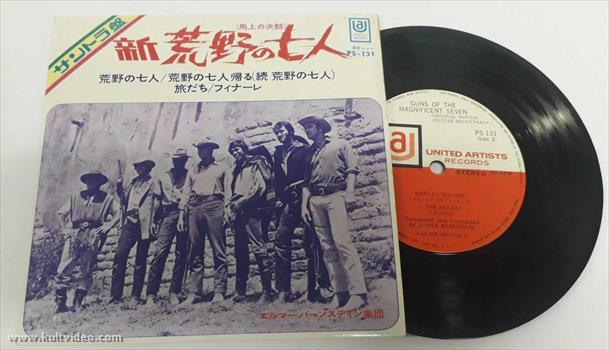 サントラ盤
(馬上の決闘)
新 荒野の七人
PS-131
荒野の七人/荒野の七人帰る(続 荒野の七人)
旅だち/フィナーレ
エルマー・バーンスティン楽団
GUNS OF THE
MAGNIFICENT SEVEN
—ORIGINAL MOTION
PICTURE SOUNDTRACK—
PS-131
(Side 2)
UNITED ARTISTS
RECORDS
STEREO
Composed and Conducted
by ELMER BERNSTEIN
www.kultvideo.com